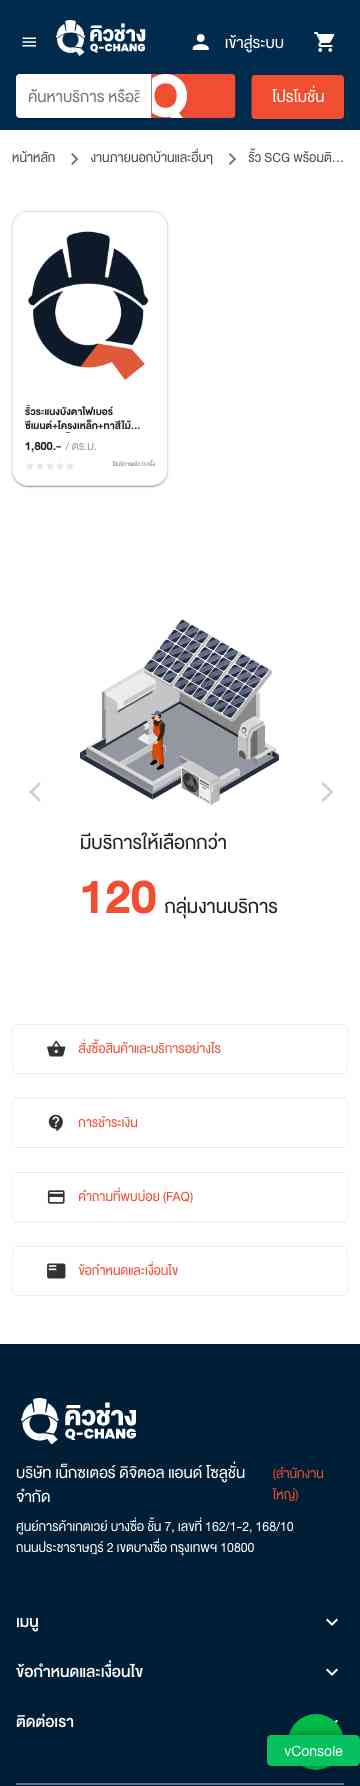 คิวช่าง
Q-CHANG
เข้าสู่ระบบ
ค้นหาบริการ หรือสิ
โปรโมชั่น
หน้าหลัก
งานภายนอกบ้านและอื่นๆ
รั้ว SCG พร้อมติ...
รั้วระแนงบังตาไฟเบอร์
ซีเมนต์+โครงเหล็ก+ทาสีไม้...
1,800.- / ตร.ม.
มีบริการให้เลือกกว่า
120 กลุ่มงานบริการ
สั่งซื้อสินค้าและบริการอย่างไร
การชำระเงิน
คำถามที่พบบ่อย (FAQ)
ข้อกำหนดและเงื่อนไข
คิวช่าง
Q-CHANG
บริษัท เน็กซเตอร์ ดิจิตอล แอนด์ โซลูชั่น
จำกัด
(สำนักงาน
ใหญ่)
ศูนย์การค้าเกตเวย์ บางซื่อ ชั้น 7, เลขที่ 162/1-2, 168/10
ถนนประชาราษฎร์ 2 เขตบางซื่อ กรุงเทพฯ 10800
เมนู
ข้อกำหนดและเงื่อนไข
ติดต่อเรา
vConsole